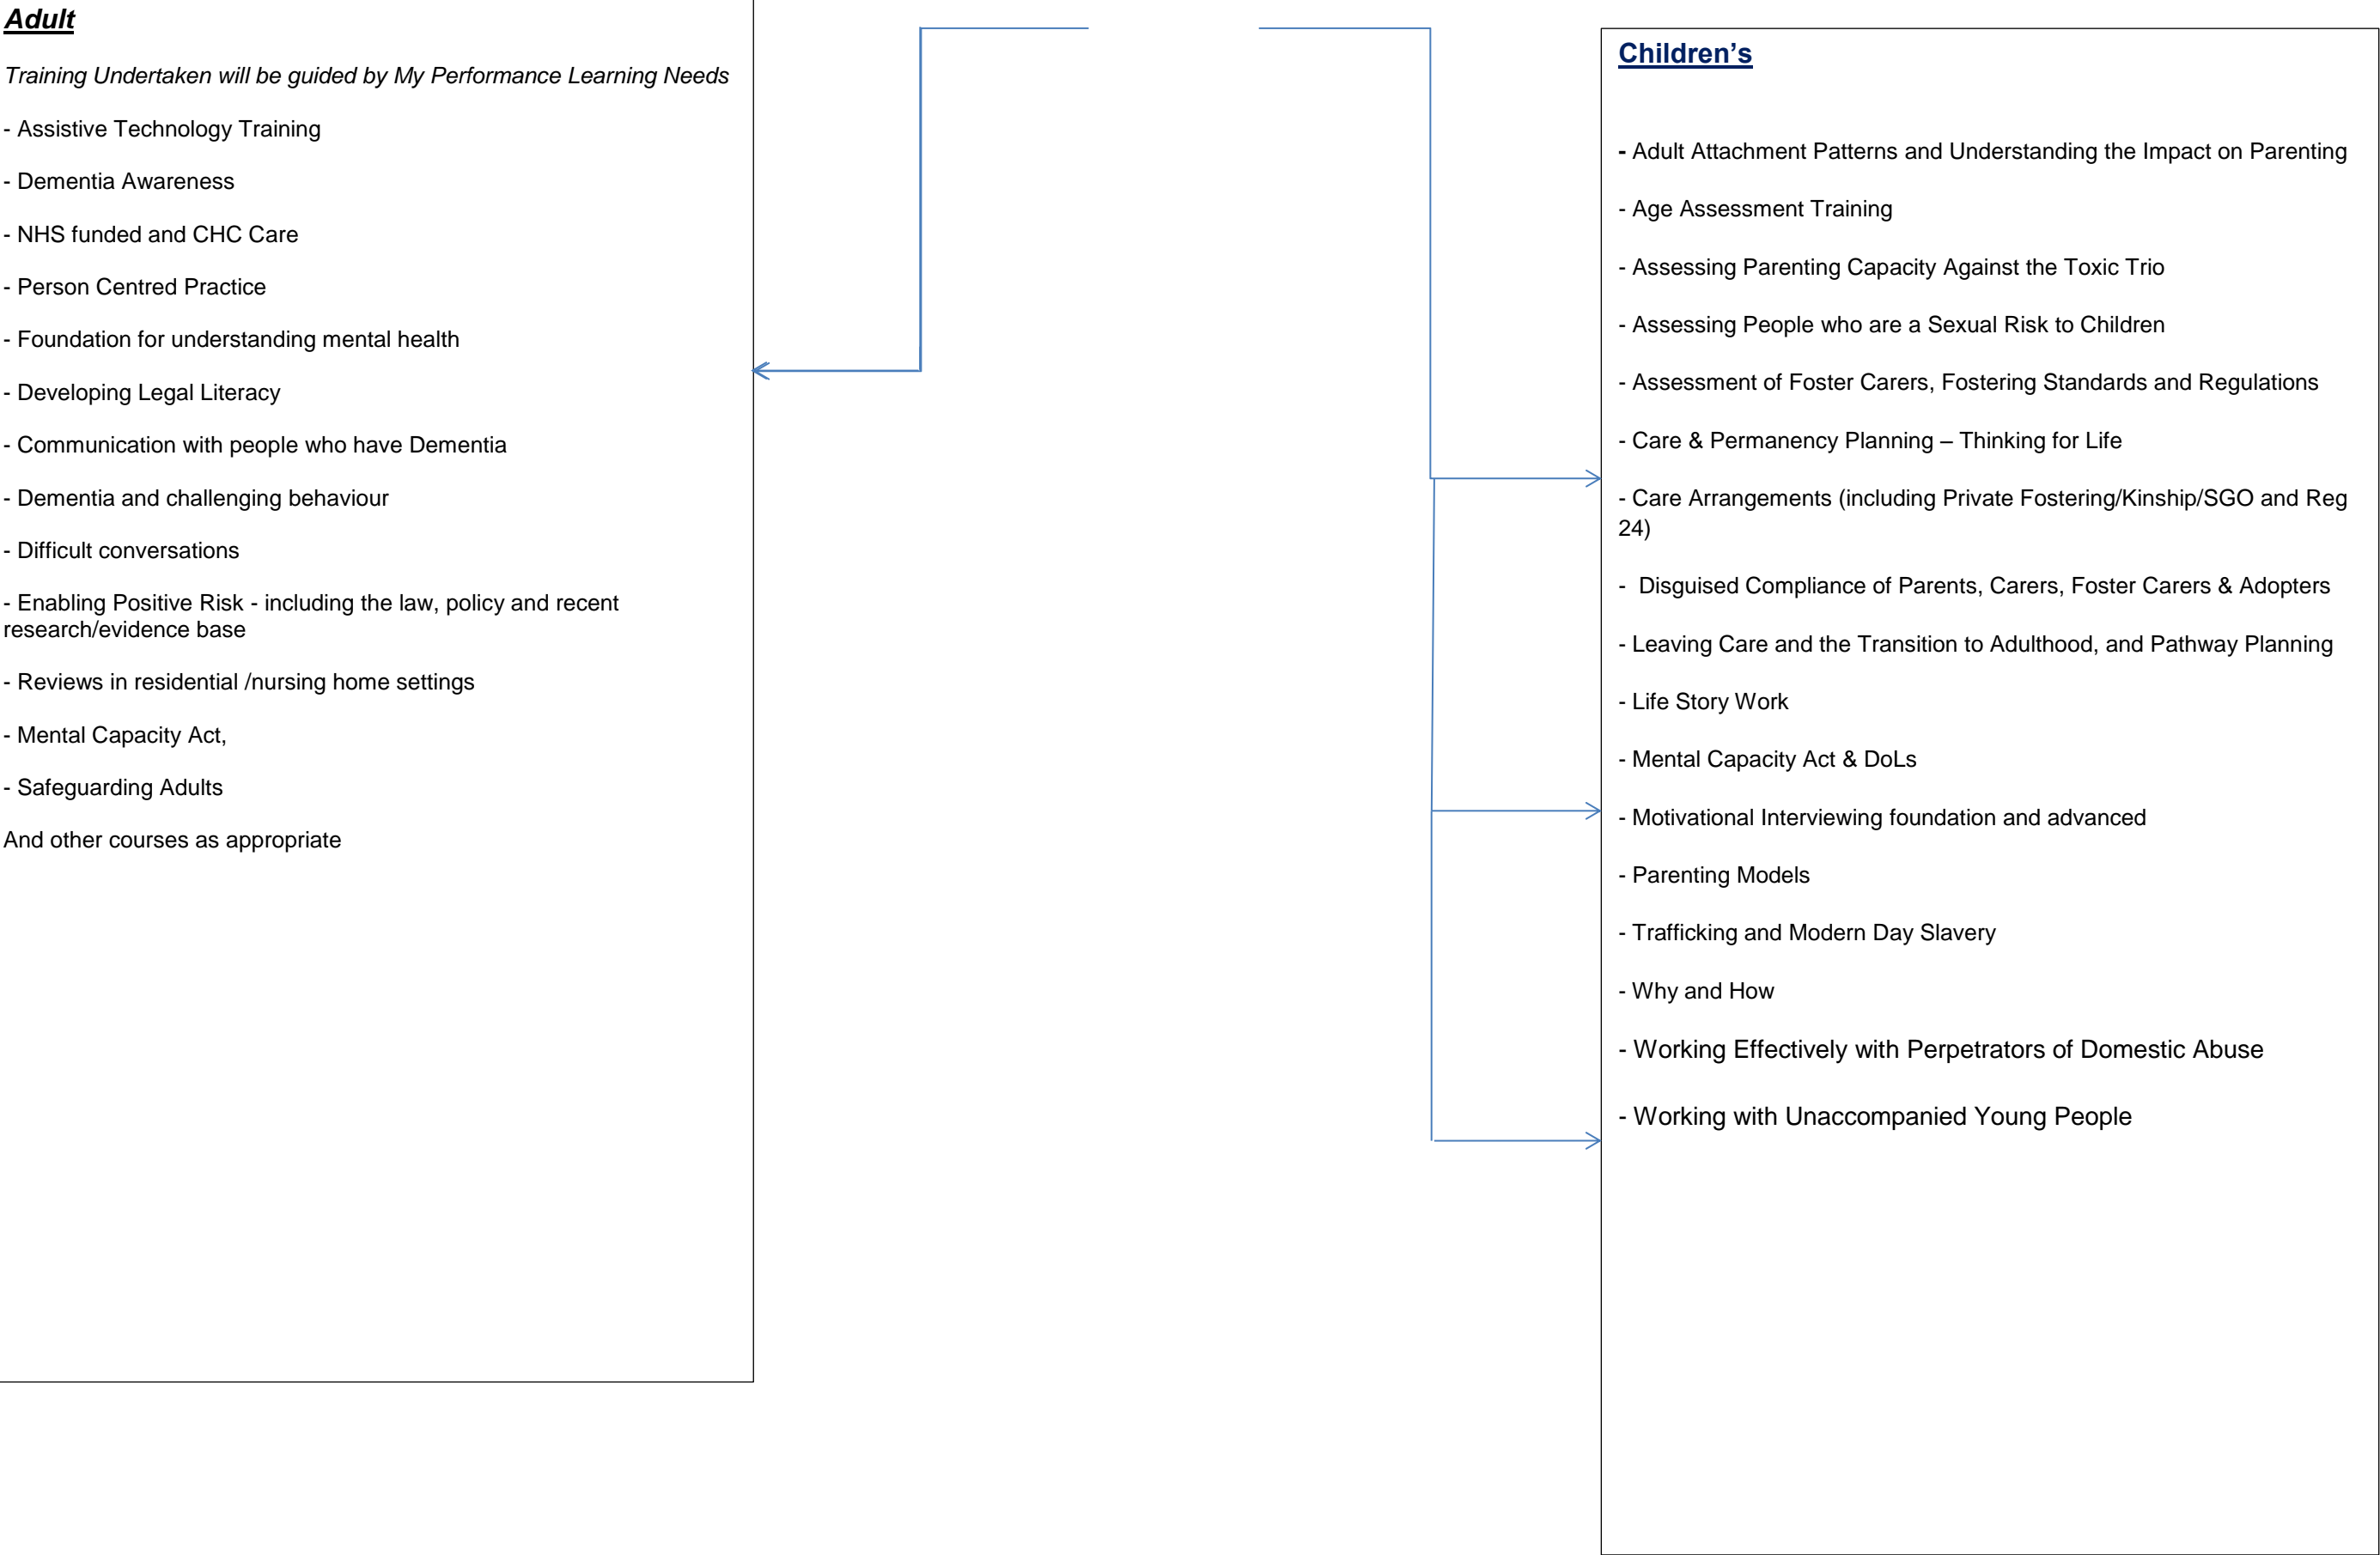 Adult
Training Undertaken will be guided by My Performance Learning Needs
- Assistive Technology Training
- Dementia Awareness
- NHS funded and CHC Care
- Person Centred Practice
- Foundation for understanding mental health
- Developing Legal Literacy
- Communication with people who have Dementia
- Dementia and challenging behaviour
- Difficult conversations
- Enabling Positive Risk - including the law, policy and recent
research/evidence base
- Reviews in residential /nursing home settings
- Mental Capacity Act,
- Safeguarding Adults
And other courses as appropriate
Children’s
- Adult Attachment Patterns and Understanding the Impact on Parenting
- Age Assessment Training
- Assessing Parenting Capacity Against the Toxic Trio
- Assessing People who are a Sexual Risk to Children
- Assessment of Foster Carers, Fostering Standards and Regulations
- Care & Permanency Planning – Thinking for Life
- Care Arrangements (including Private Fostering/Kinship/SGO and Reg
24)
- Disguised Compliance of Parents, Carers, Foster Carers & Adopters
- Leaving Care and the Transition to Adulthood, and Pathway Planning
- Life Story Work
- Mental Capacity Act & DoLs
- Motivational Interviewing foundation and advanced
- Parenting Models
- Trafficking and Modern Day Slavery
- Why and How
- Working Effectively with Perpetrators of Domestic Abuse
- Working with Unaccompanied Young People